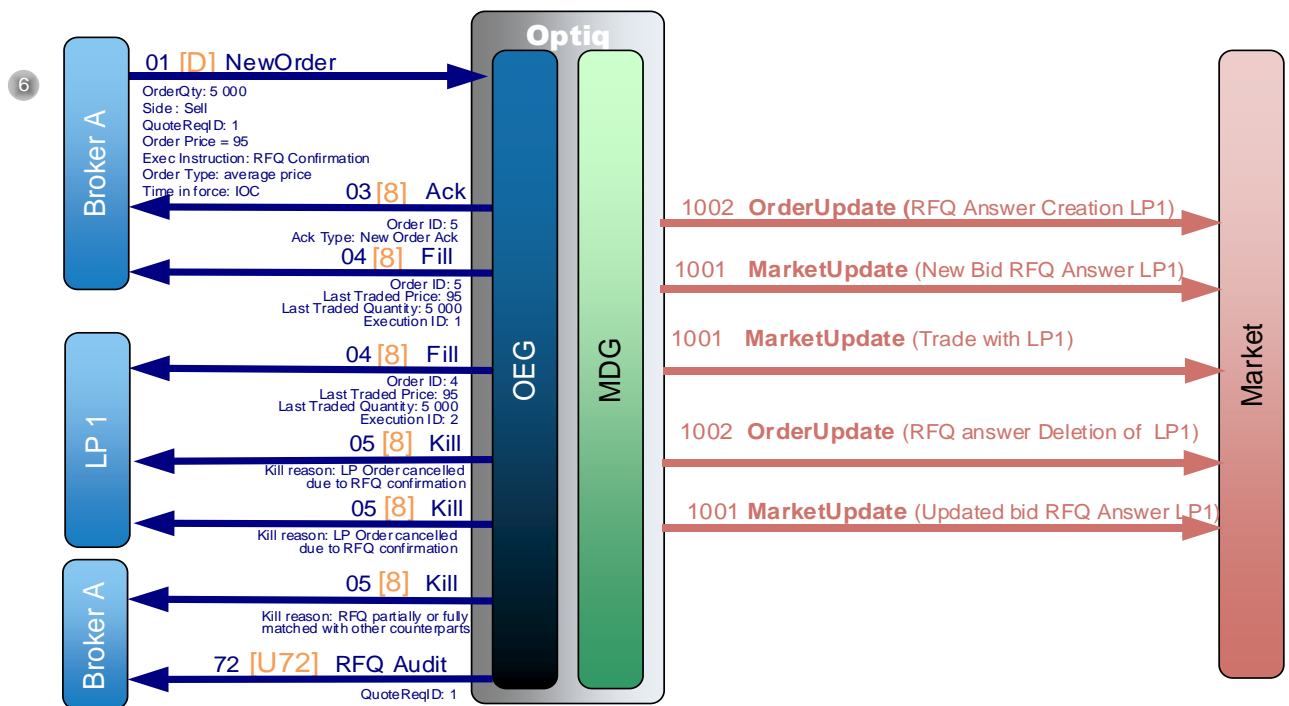 Optiq
6
Broker A
01 [D] NewOrder
OrderQty: 5 000
Side : Sell
QuoteReqID: 1
Order Price = 95
Exec Instruction: RFQ Confirmation
Order Type: average price
Time in force: IOC
03 [8] Ack
Order ID: 5
Ack Type: New Order Ack
04 [8] Fill
Order ID: 5
Last Traded Price: 95
Last Traded Quantity: 5 000
Execution ID: 1
LP 1
04 [8] Fill
Order ID: 4
Last Traded Price: 95
Last Traded Quantity: 5 000
Execution ID: 2
05 [8] Kill
Kill reason: LP Order cancelled
due to RFQ confirmation
05 [8] Kill
Kill reason: LP Order cancelled
due to RFQ confirmation
Broker A
05 [8] Kill
Kill reason: RFQ partially or fully
matched with other counterparts
72 [U72] RFQ Audit
QuoteReqID: 1
OEG
MDG
1002 OrderUpdate (RFQ Answer Creation LP1)
1001 MarketUpdate (New Bid RFQ Answer LP1)
1001 MarketUpdate (Trade with LP1)
1002 OrderUpdate (RFQ answer Deletion of LP1)
1001 MarketUpdate (Updated bid RFQ Answer LP1)
Market